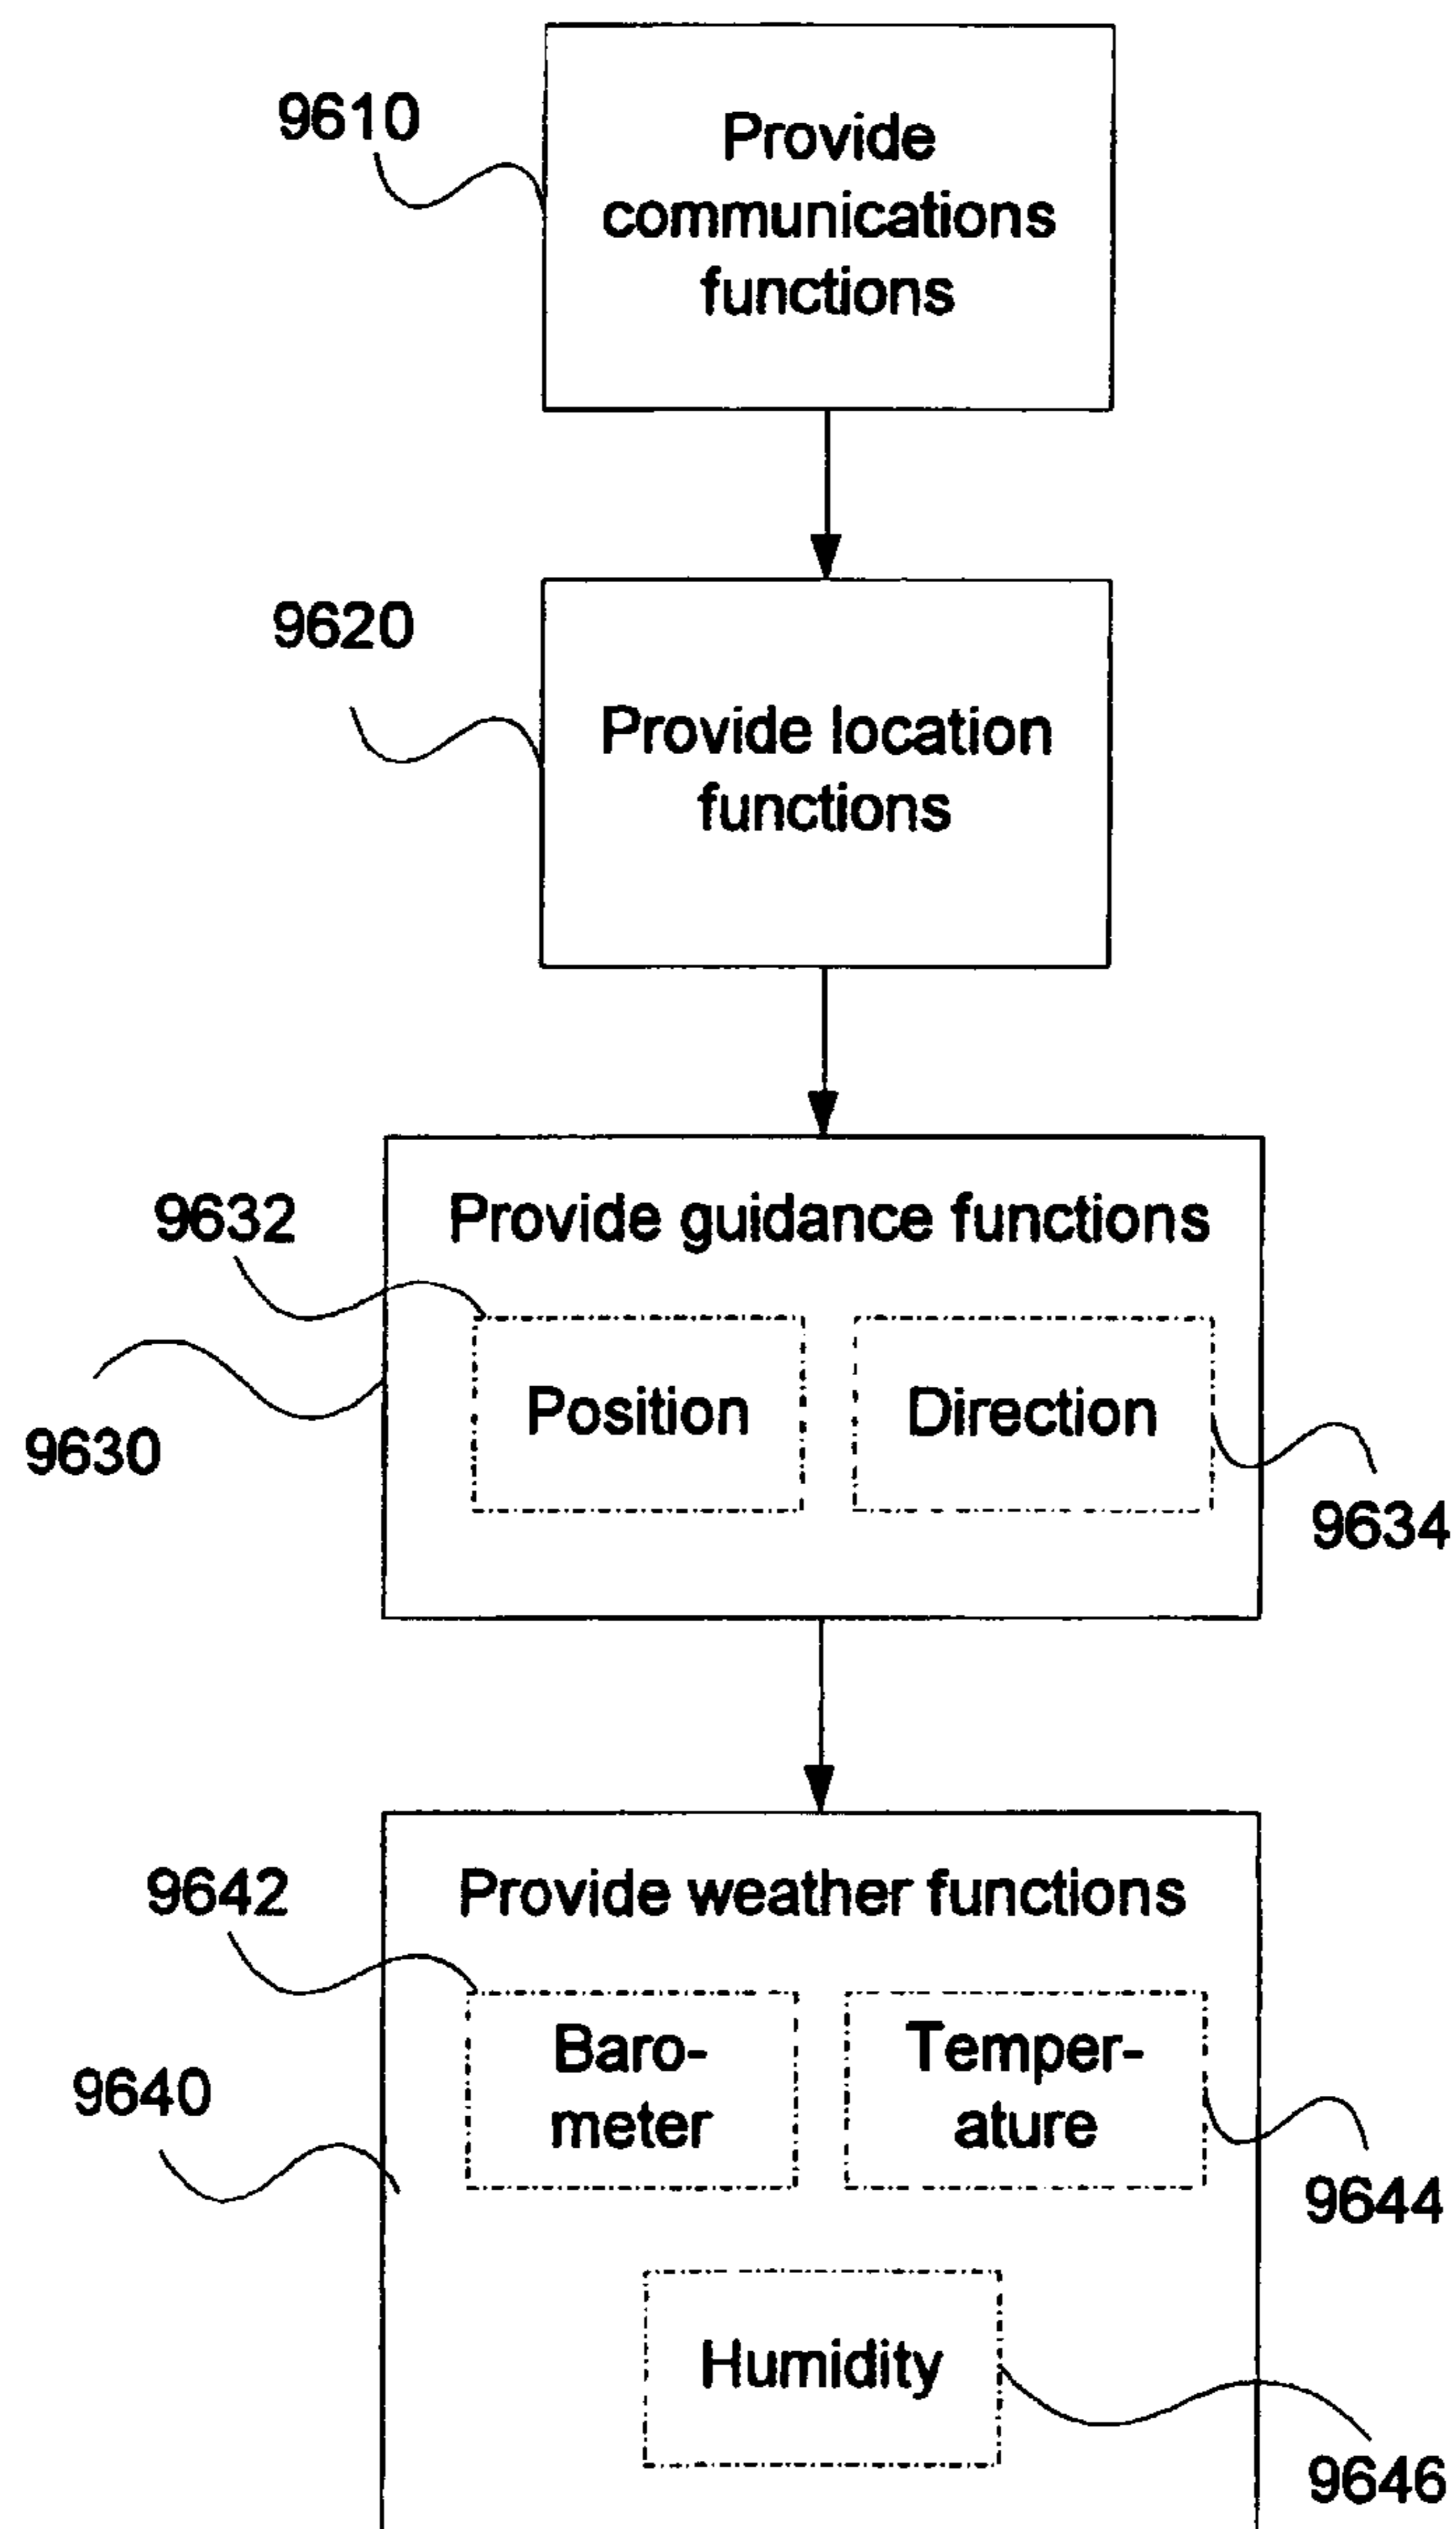 9610
Provide
communications
functions
9620
Provide location
functions
9632
Provide guidance functions
Position
Direction
9630
9634
9642
Provide weather functions
Baro-
meter
Temper-
ature
9640
9644
Humidity
9646